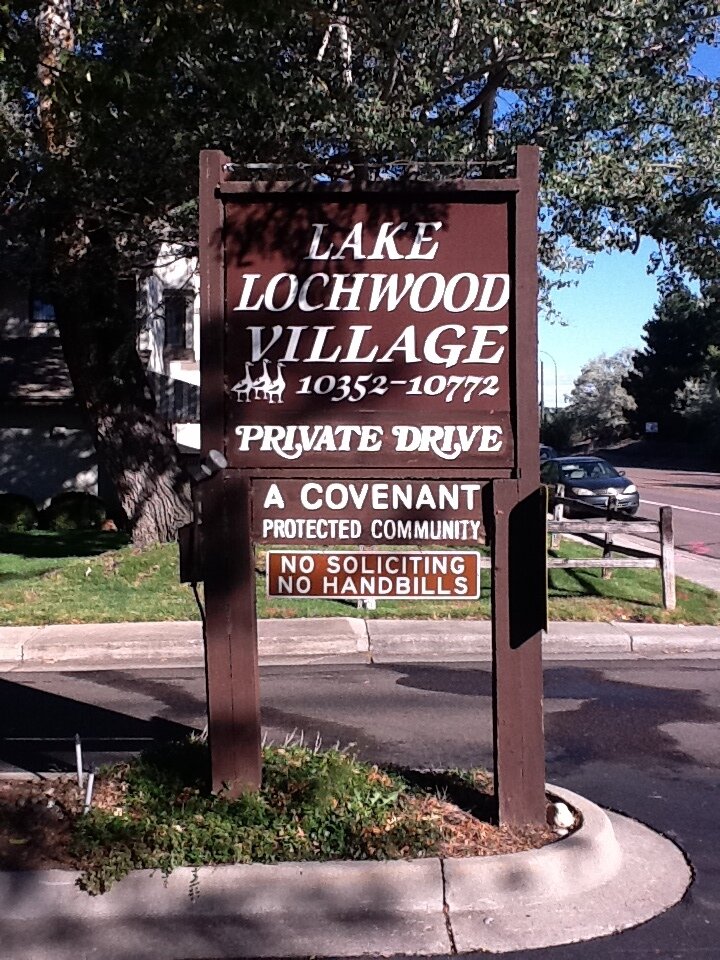 LAKE
LOCHWOOD
VILLAGE
10352-10772
PRIVATE DRIVE
A COVENANT
PROTECTED COMMUNITY
NO SOLICITING
NO HANDBILLS